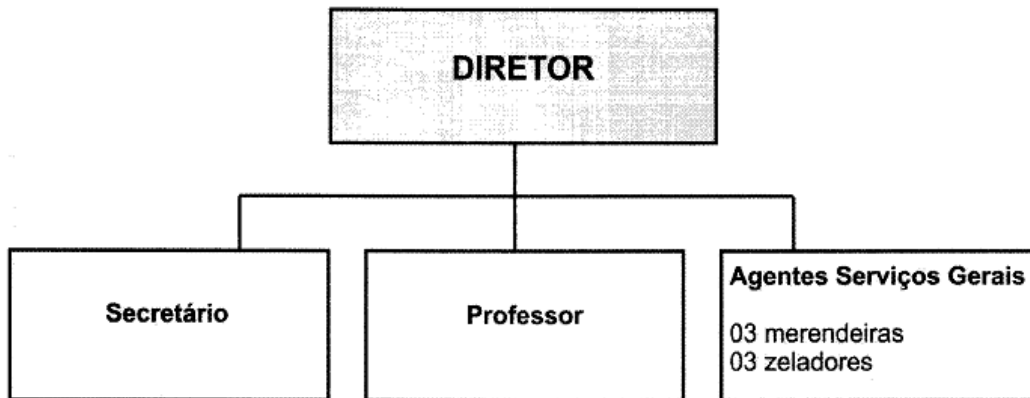 DIRETOR
Secretário
Professor
Agentes Serviços Gerais
03 merendeiras
03 zeladores